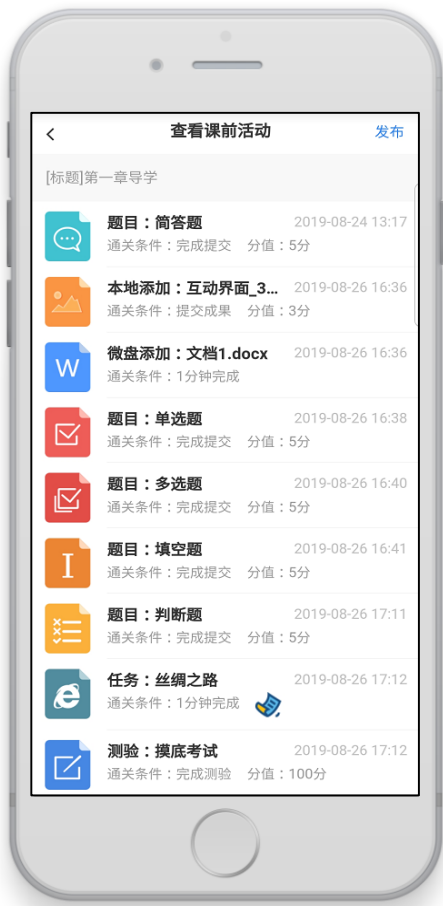 查看课前活动
发布
[标题]第一章导学
题目：简答题
2019-08-24 13:17
通关条件：完成提交 分值：5分
本地添加：互动界面_3...
2019-08-26 16:36
通关条件：提交成果 分值：3分
W
微盘添加：文档1.docx
2019-08-26 16:36
通关条件：1分钟完成
题目：单选题
2019-08-26 16:38
通关条件：完成提交 分值：5分
题目：多选题
2019-08-26 16:40
通关条件：完成提交 分值：5分
I
题目：填空题
2019-08-26 16:41
通关条件：完成提交 分值：5分
题目：判断题
2019-08-26 17:11
通关条件：完成提交 分值：5分
任务：丝绸之路
2019-08-26 17:12
通关条件：1分钟完成
测验：摸底考试
2019-08-26 17:12
通关条件：完成测验 分值：100分